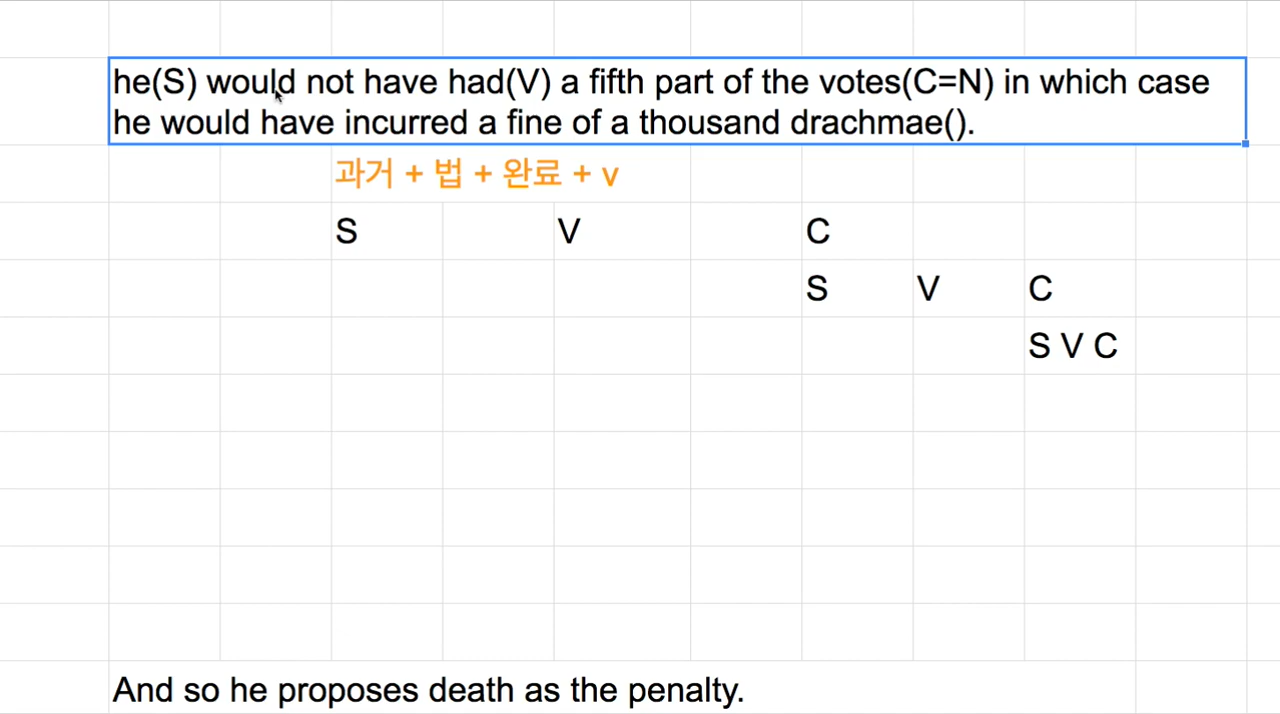 he(S) would not have had(V) a fifth part of the votes(C=N) in which case
he would have incurred a fine of a thousand drachmae().
과거 + 법 + 완료 + v
S V C
S V C
S V C
And so he proposes death as the penalty.